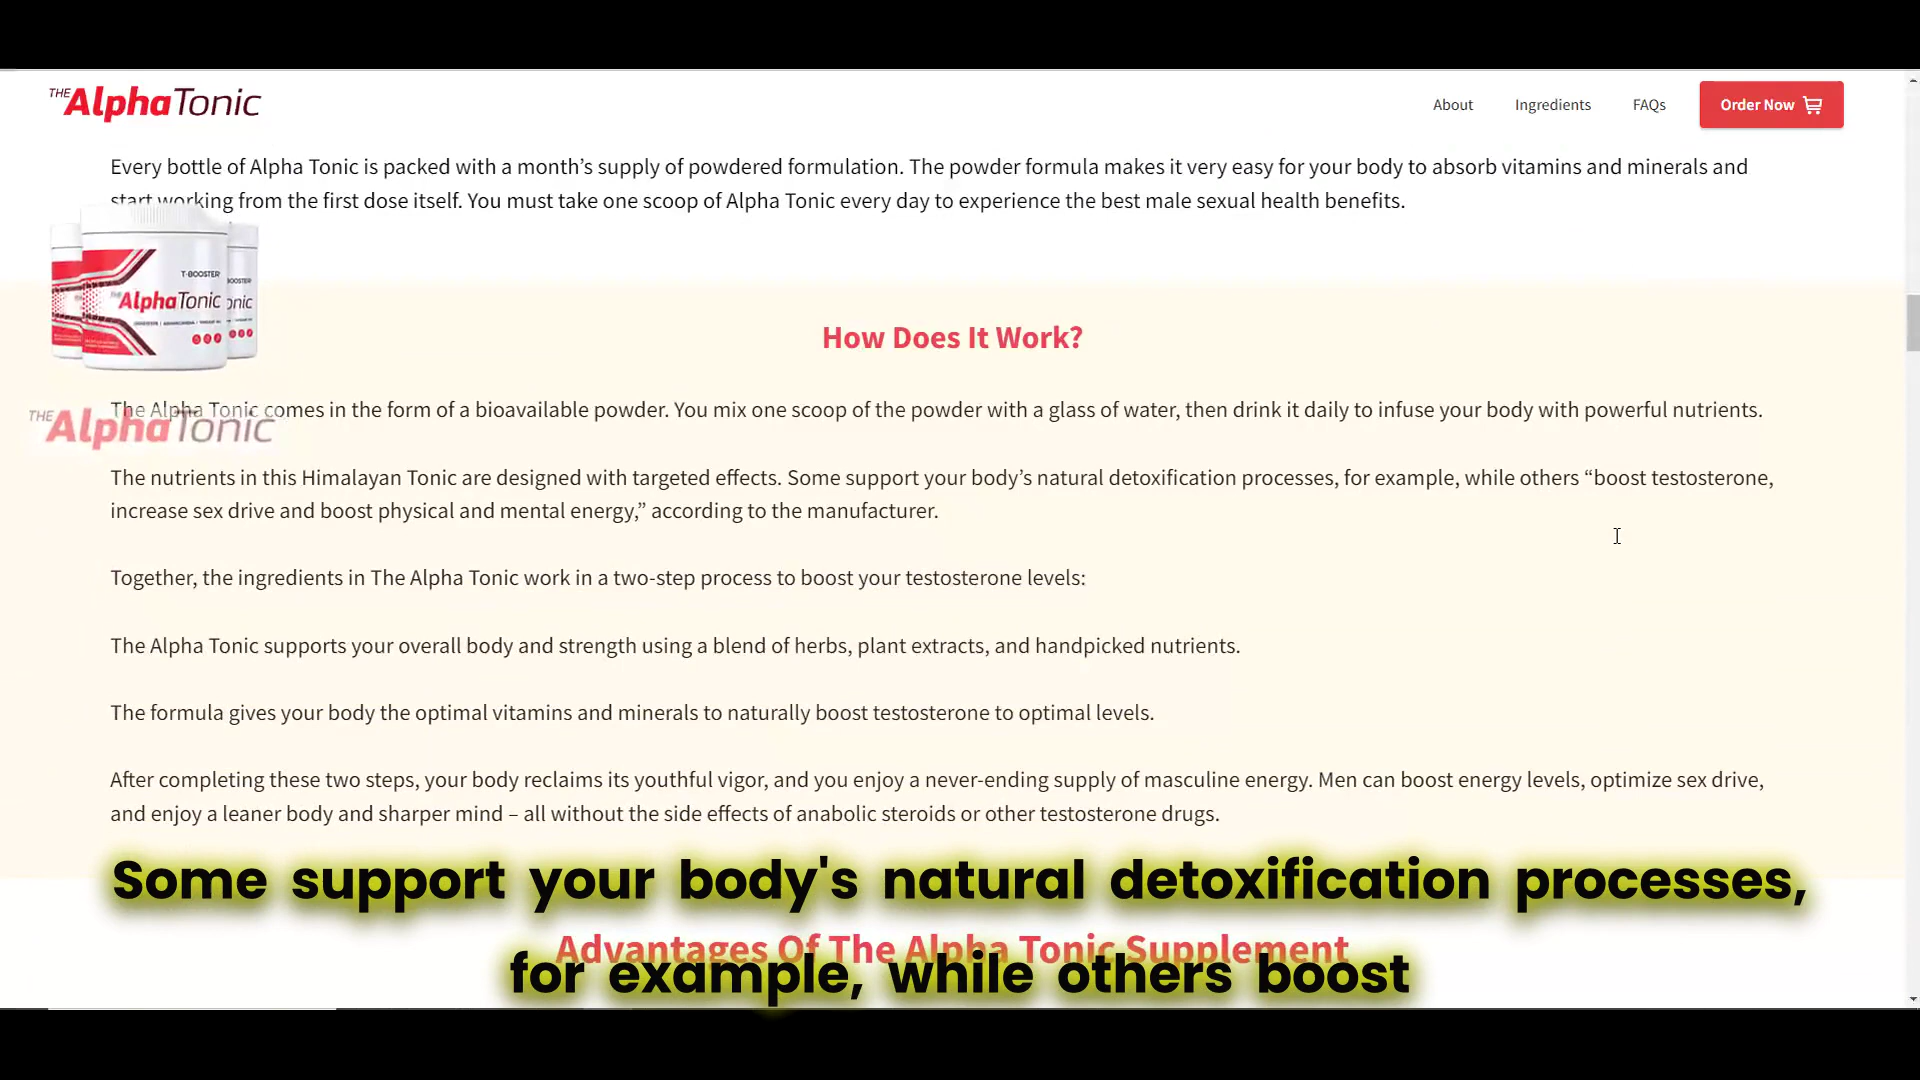 THE AlphaTonic
About
Ingredients
FAQs
Order Now
Every bottle of Alpha Tonic is packed with a month’s supply of powdered formulation. The powder formula makes it very easy for your body to absorb vitamins and minerals and
start working from the first dose itself. You must take one scoop of Alpha Tonic every day to experience the best male sexual health benefits.
T-BOOSTER
BOOSTER
THE AlphaTonic
onic
How Does It Work?
The Alpha Tonic comes in the form of a bioavailable powder. You mix one scoop of the powder with a glass of water, then drink it daily to infuse your body with powerful nutrients.
THE AlphaTonic
The nutrients in this Himalayan Tonic are designed with targeted effects. Some support your body’s natural detoxification processes, for example, while others “boost testosterone,
increase sex drive and boost physical and mental energy,” according to the manufacturer.
Together, the ingredients in The Alpha Tonic work in a two-step process to boost your testosterone levels:
The Alpha Tonic supports your overall body and strength using a blend of herbs, plant extracts, and handpicked nutrients.
The formula gives your body the optimal vitamins and minerals to naturally boost testosterone to optimal levels.
After completing these two steps, your body reclaims its youthful vigor, and you enjoy a never-ending supply of masculine energy. Men can boost energy levels, optimize sex drive,
and enjoy a leaner body and sharper mind – all without the side effects of anabolic steroids or other testosterone drugs.
Some support your body's natural detoxification processes,
Advantages Of The Alpha Tonic Supplement
for example, while others boost